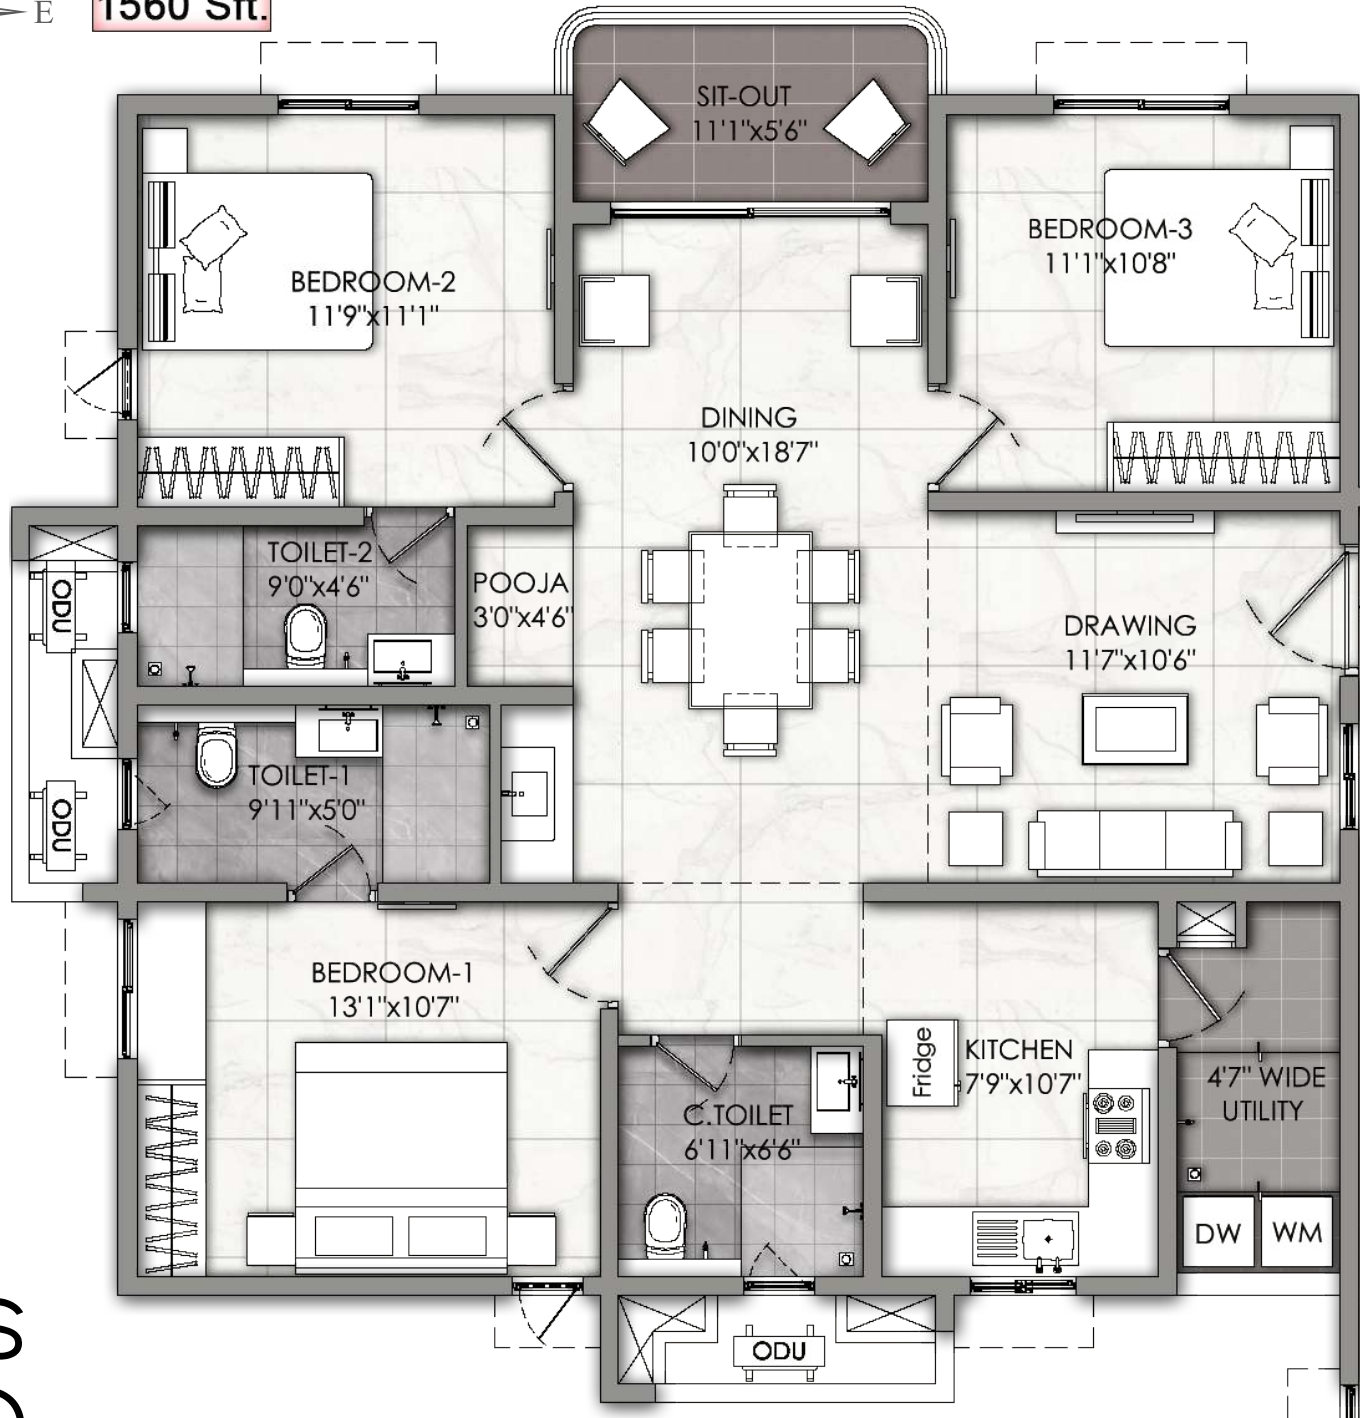 E
1560 Sft.
SIT-OUT
11'1"x5'6"
BEDROOM-2
11'9"x11'1"
BEDROOM-3
11'1"x10'8"
DINING
10'0"x18'7"
TOILET-2
9'0"x4'6"
POOJA
3'0"x4'6"
ODU
DRAWING
11'7"x10'6"
TOILET-1
9'11"x5'0"
ODU
BEDROOM-1
13'1"x10'7"
Fridge
KITCHEN
7'9"x10'7"
4'7" WIDE
UTILITY
C.TOILET
6'11"x6'6"
DW
WM
ODU
S